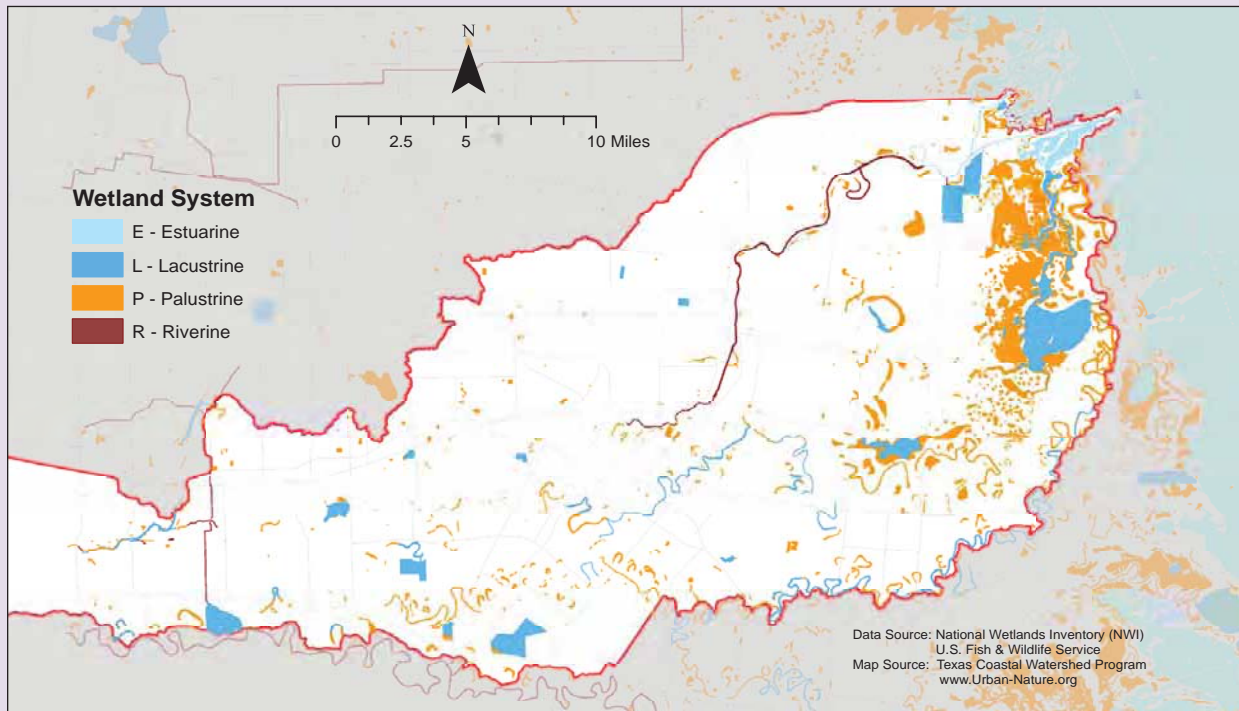 N
0 2.5 5 10 Miles
Wetland System
E - Estuarine
L - Lacustrine
P - Palustrine
R - Riverine
Data Source: National Wetlands Inventory (NWI)
U.S. Fish & Wildlife Service
Map Source: Texas Coastal Watershed Program
www.Urban-Nature.org